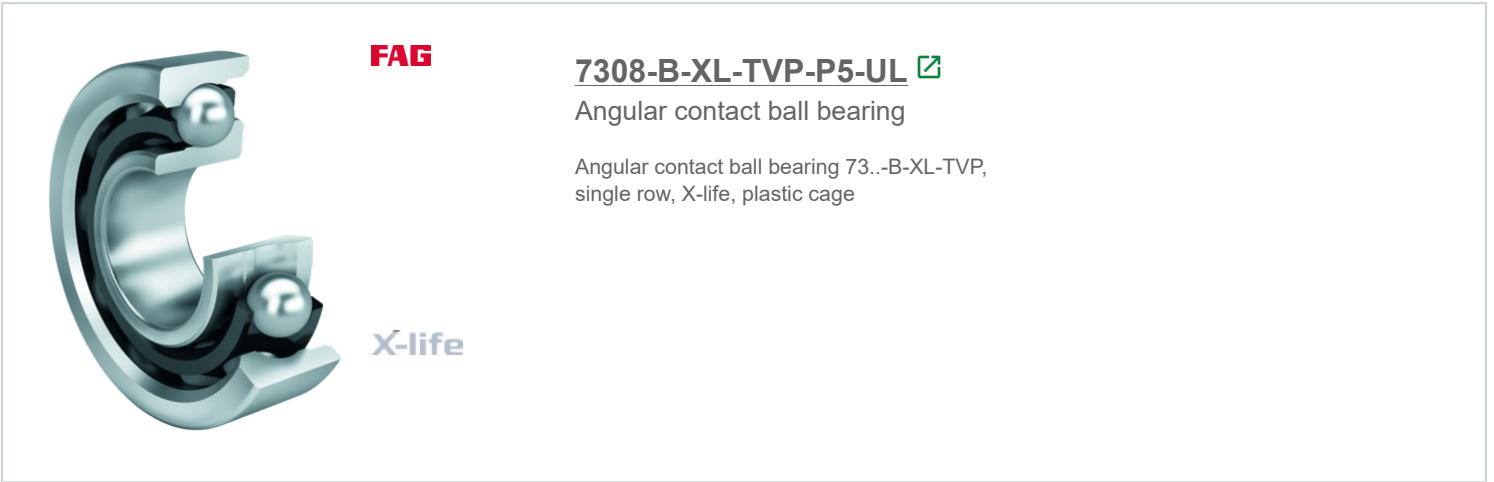 FAG
7308-B-XL-TVP-P5-UL
Angular contact ball bearing
Angular contact ball bearing 73..-B-XL-TVP,
single row, X-life, plastic cage
X-life